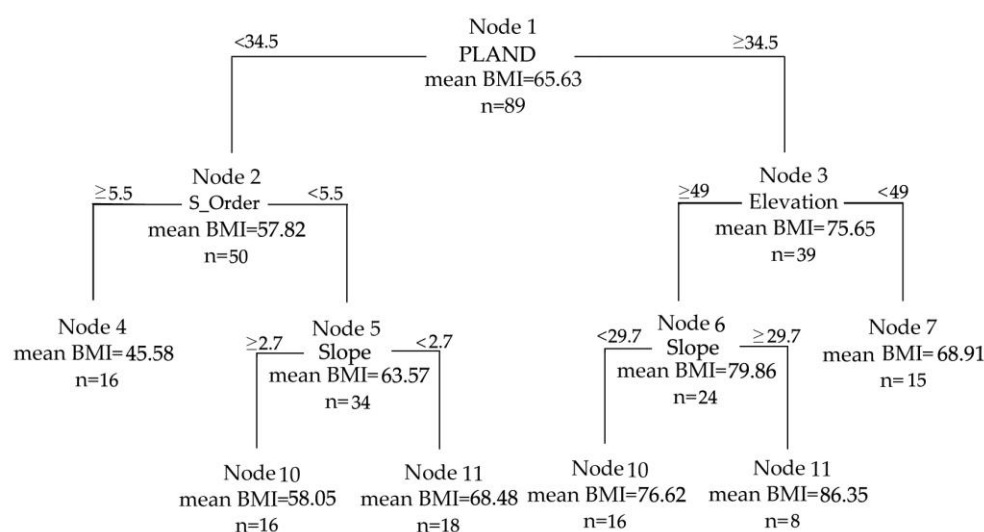 Node 1
<34.5
PLAND
≥34.5
mean BMI=65.63
n=89
Node 2
≥5.5
S_Order
<5.5
mean BMI=57.82
n=50
Node 3
≥49
Elevation
<49
mean BMI=75.65
n=39
Node 4
mean BMI=45.58
n=16
Node 5
≥2.7
Slope
<2.7
mean BMI=63.57
n=34
Node 6
<29.7
Slope
≥29.7
mean BMI=79.86
n=24
Node 7
mean BMI=68.91
n=15
Node 10
mean BMI=58.05
n=16
Node 11
mean BMI=68.48
n=18
Node 10
mean BMI=76.62
n=16
Node 11
mean BMI=86.35
n=8